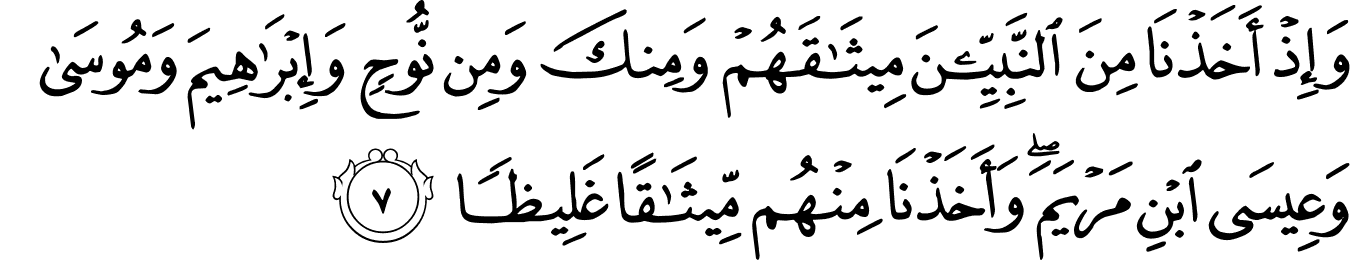 وَإِذۡ أَخَذۡنَا مِنَ ٱلنَّبِيِّـۧنَ مِيثَٰقَهُمۡ وَمِنكَ وَمِن نُّوحٖ وَإِبۡرَٰهِيمَ وَمُوسَىٰ
وَعِيسَى ٱبۡنِ مَرۡيَمَۖ وَأَخَذۡنَا مِنۡهُم مِّيثَٰقًا غَلِيظٗا ٧